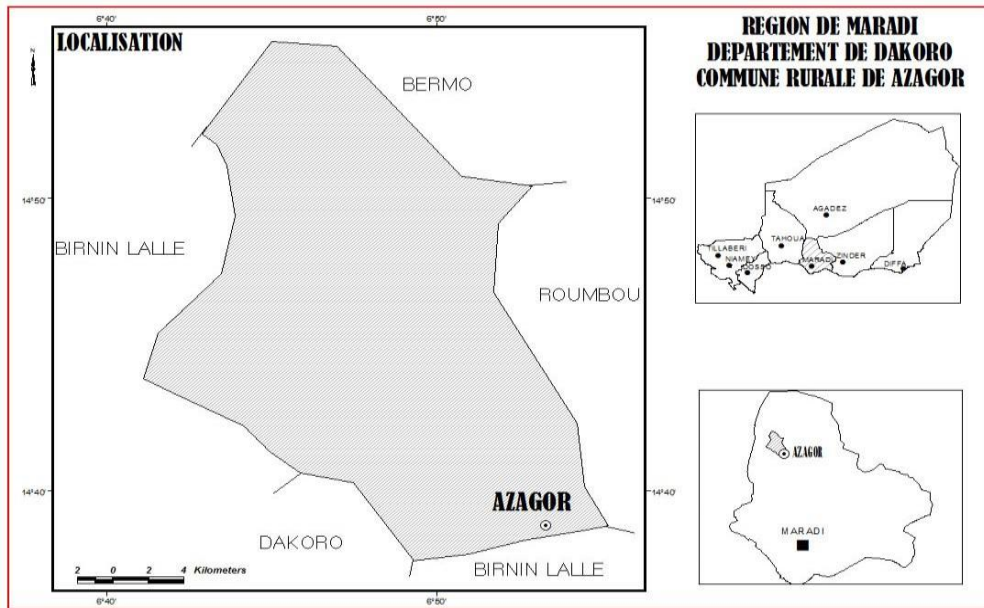 6°40'
6°50'
LOCALISATION
N
BERMO
14°50'
14°50'
BIRNIN LALLE
ROUMBOU
14°40'
14°40'
AZAGOR
DAKORO
BIRNIN LALLE
2 0 2 4 Kilometers
6°40'
6°50'
REGION DE MARADI
DEPARTEMENT DE DAKORO
COMMUNE RURALE DE AZAGOR
AGADEZ
TAHOUA
TILLABERI
NIAMEY
DOSSO
MARADI
ZINDER
DIFFA
AZAGOR
MARADI